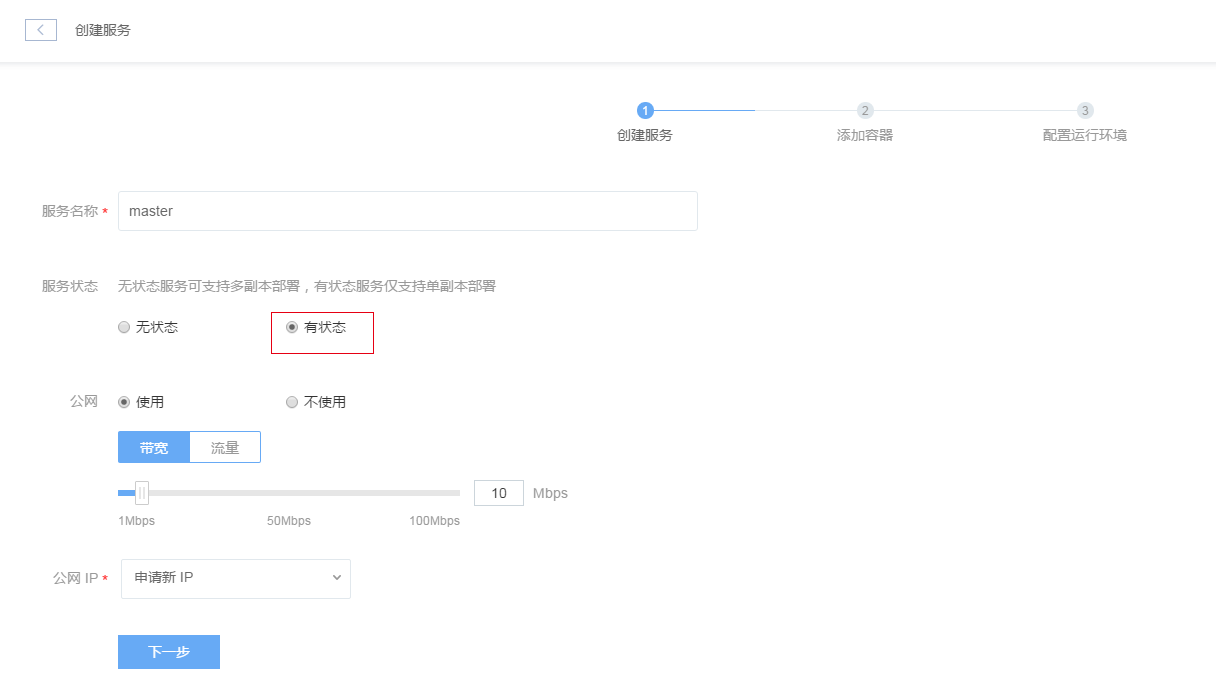 创建服务
1
2
3
创建服务
添加容器
配置运行环境
服务名称 *
master
服务状态
无状态服务可支持多副本部署，有状态服务仅支持单副本部署
无状态
有状态
公网
使用
不使用
带宽
流量
10
Mbps
1Mbps
50Mbps
100Mbps
公网 IP *
申请新 IP
下一步